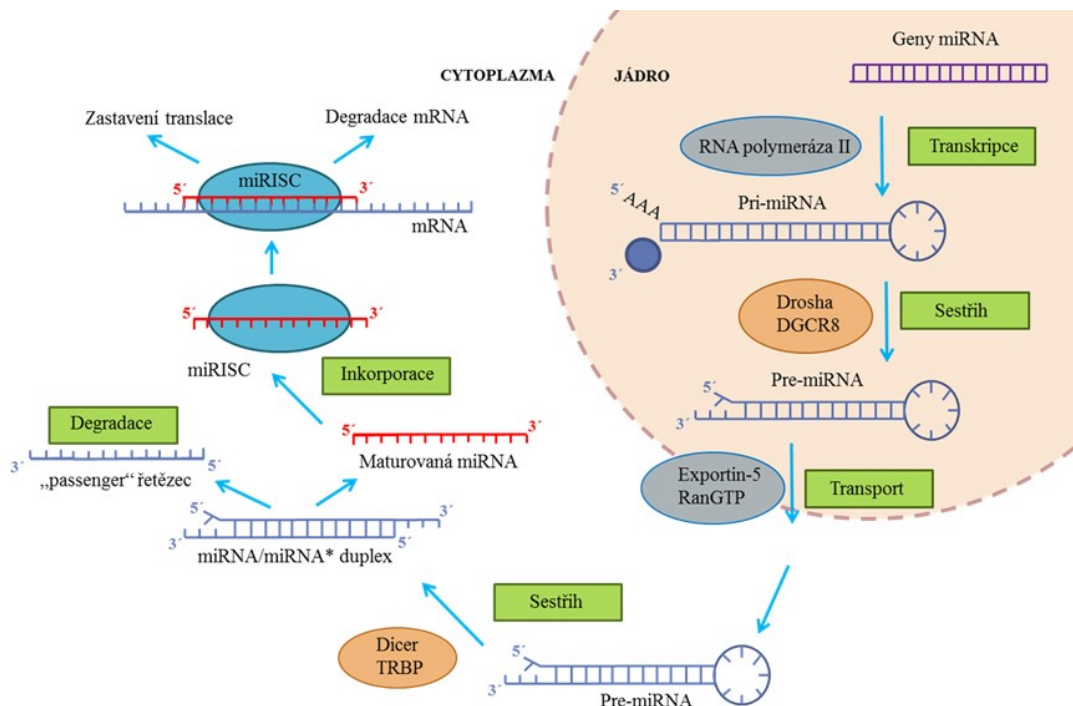 CYTOPLAZMA
JÁDRO
Geny miRNA
RNA polymeráza II
Transkripce
5´
AAA
Pri-miRNA
3´
Drosha
DGCR8
Sestřih
Pre-miRNA
5´
3´
Exportin-5
RanGTP
Transport
5´
3´
Pre-miRNA
Sestřih
Dicer
TRBP
5´
3´
3´
5´
miRNA/miRNA* duplex
Degradace
3´
5´
„passenger“ řetězec
5´
3´
Maturovaná miRNA
Inkorporace
5´
3´
miRISC
Zastavení translace
Degradace mRNA
miRISC
5´
3´
mRNA